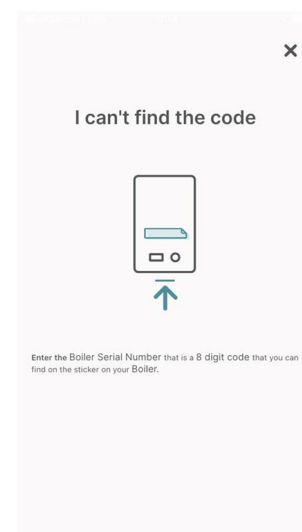 I can't find the code
Enter the Boiler Serial Number that is a 8 digit code that you can
find on the sticker on your Boiler.